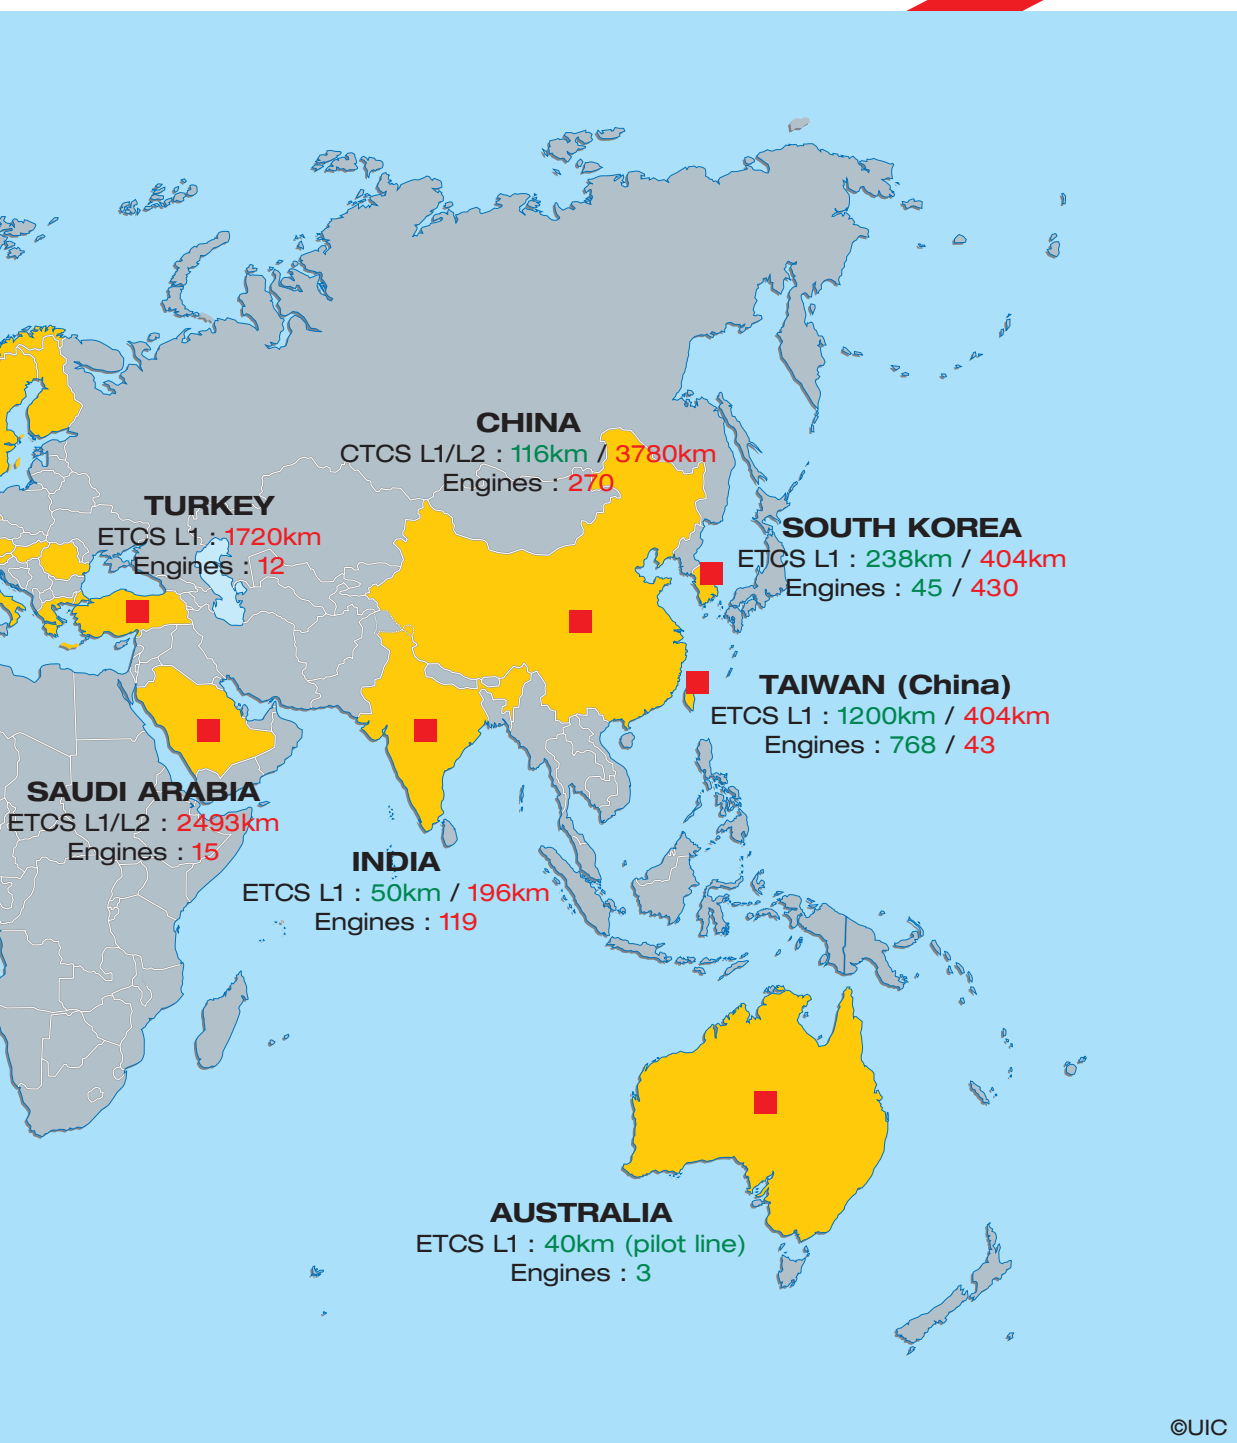 CHINA
CTCS L1/L2 : 116km / 3780km
Engines : 270
TURKEY
ETCS L1 : 1720km
Engines : 12
SOUTH KOREA
ETCS L1 : 238km / 404km
Engines : 45 / 430
TAIWAN (China)
ETCS L1 : 1200km / 404km
Engines : 768 / 43
SAUDI ARABIA
ETCS L1/L2 : 2493km
Engines : 15
INDIA
ETCS L1 : 50km / 196km
Engines : 119
AUSTRALIA
ETCS L1 : 40km (pilot line)
Engines : 3
©UIC